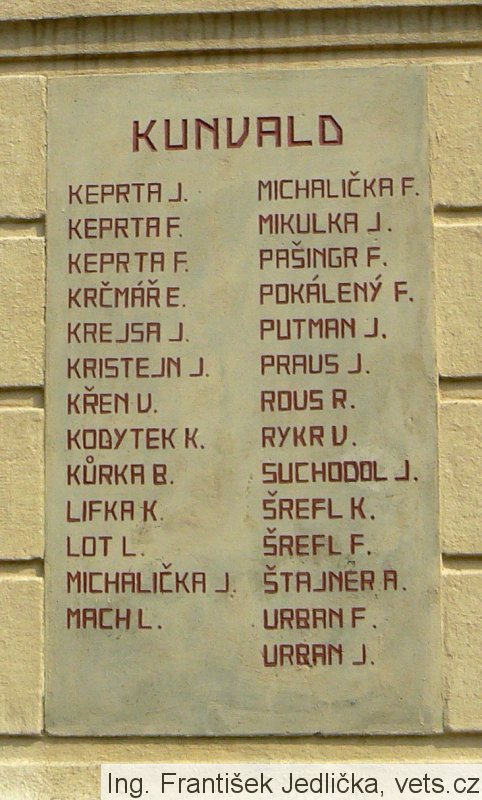 KUNVALD
KEPRTA J.
KEPRTA F.
KEPRTA F.
KRČMÁŘ E.
KREJSA J.
KRISTEJN J.
KŘEN V.
KODYTEK K.
KŮRKA B.
LIFKA K.
LOT L.
MICHALIČKA J.
MACH L.
MICHALIČKA F.
MIKULKA J.
PAŠINGR F.
POKÁLENÝ F.
PUTMAN J.
PRAUS J.
ROUS R.
RYKR V.
SUCHODOL J.
ŠREFL K.
ŠREFL F.
ŠTAJNER A.
URBAN F.
URBAN J.
Ing. František Jedlička, vets.cz